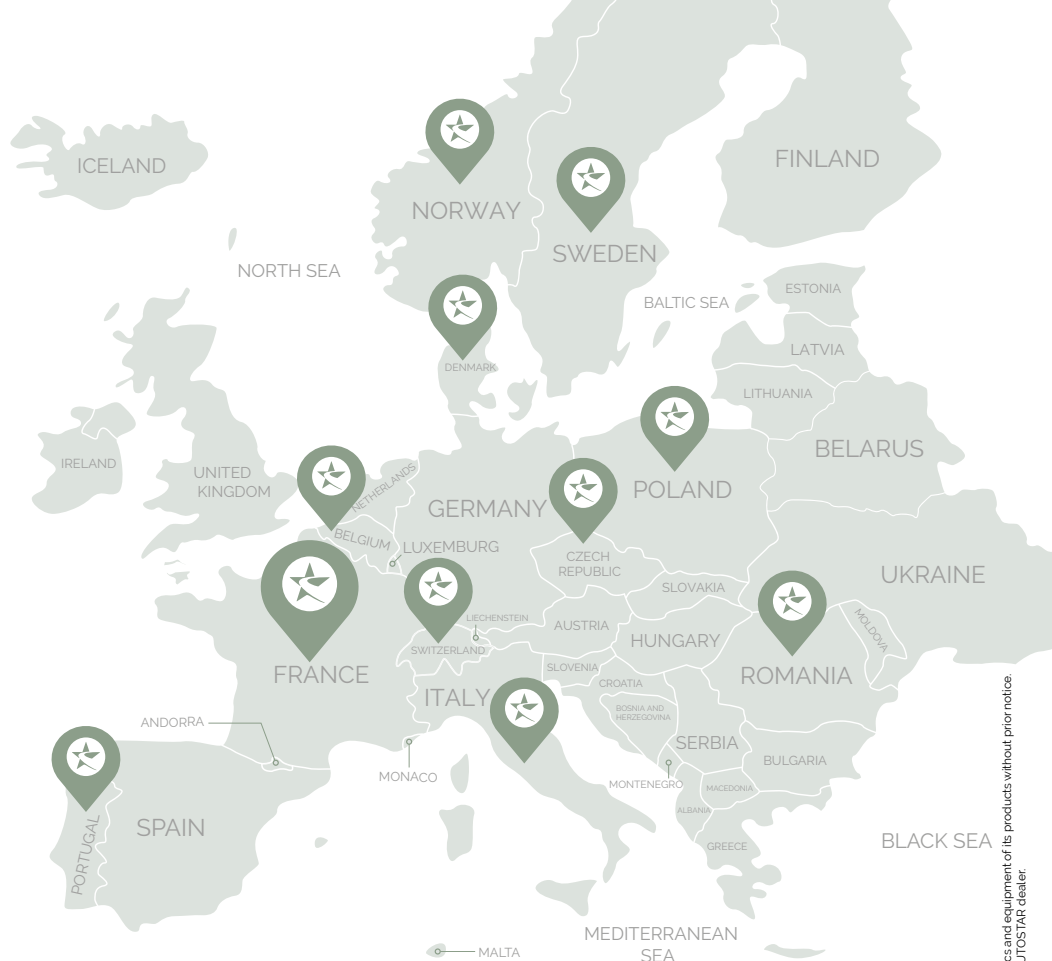 FINLAND
ICELAND
NORWAY
SWEDEN
NORTH SEA
ESTONIA
BALTIC SEA
LATVIA
DENMARK
LITHUANIA
BELARUS
IRELAND
UNITED
KINGDOM
NETHERLANDS
GERMANY
POLAND
BELGIUM
LUXEMBURG
CZECH
REPUBLIC
UKRAINE
SLOVAKIA
LIECHENSTEIN
AUSTRIA
MOLDOVA
HUNGARY
SWITZERLAND
SLOVENIA
FRANCE
ROMANIA
CROATIA
ITALY
BOSNIA AND
HERZEGOVINA
ANDORRA
SERBIA
BULGARIA
MONACO
MONTENEGRO
MACEDONIA
ALBANIA
SPAIN
PORTUGAL
GREECE
BLACK SEA
MEDITERRANEAN
SEA
MALTA
cs and equipment of its products without prior notice.
UTOSTAR dealer.